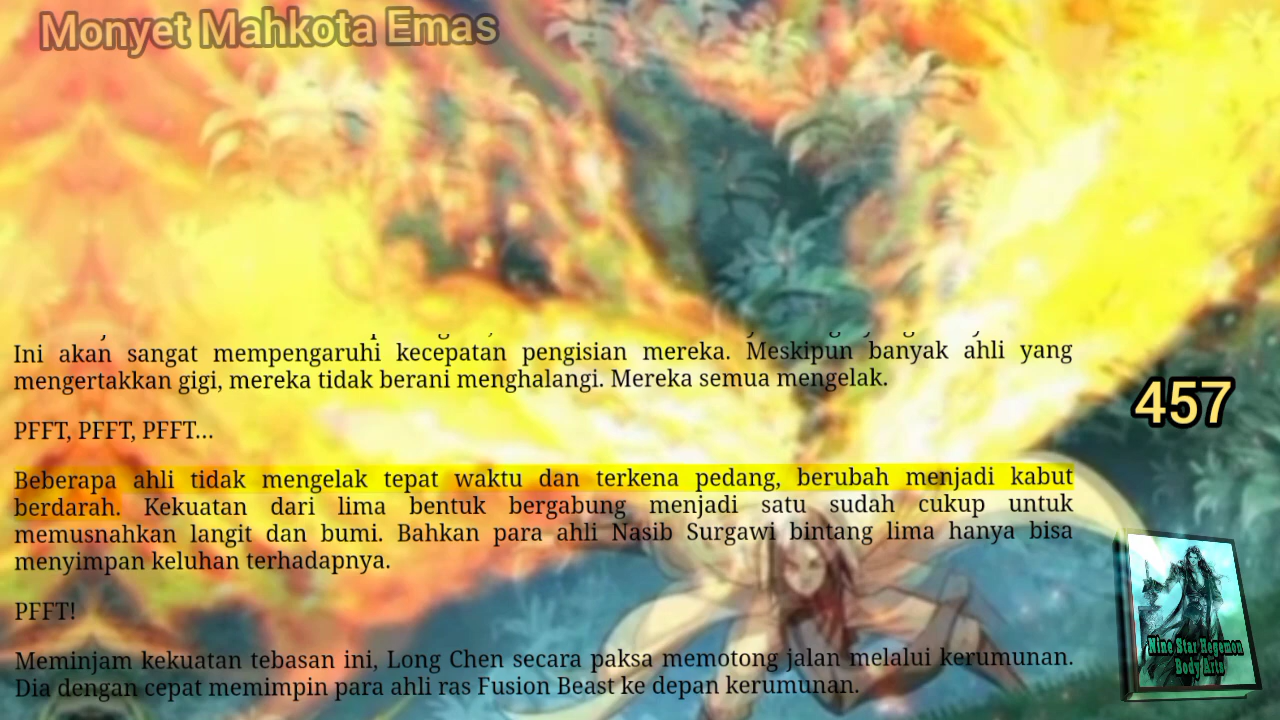 Monyet Mahkota Emas
Ini akan sangat mempengaruhi kecepatan pengisian mereka. Meskipun banyak ahli yang
mengertakkan gigi, mereka tidak berani menghalangi. Mereka semua mengelak.
PFFT, PFFT, PFFT...
Beberapa ahli tidak mengelak tepat waktu dan terkena pedang, berubah menjadi kabut
berdarah. Kekuatan dari lima bentuk bergabung menjadi satu sudah cukup untuk
memusnahkan langit dan bumi. Bahkan para ahli Nasib Surgawi bintang lima hanya bisa
menyimpan keluhan terhadapnya.
PFFT!
Meminjam kekuatan tebasan ini, Long Chen secara paksa memotong jalan melalui kerumunan.
Dia dengan cepat memimpin para ahli ras Fusion Beast ke depan kerumunan.
457
Nine Star Hegemon
Body Arts